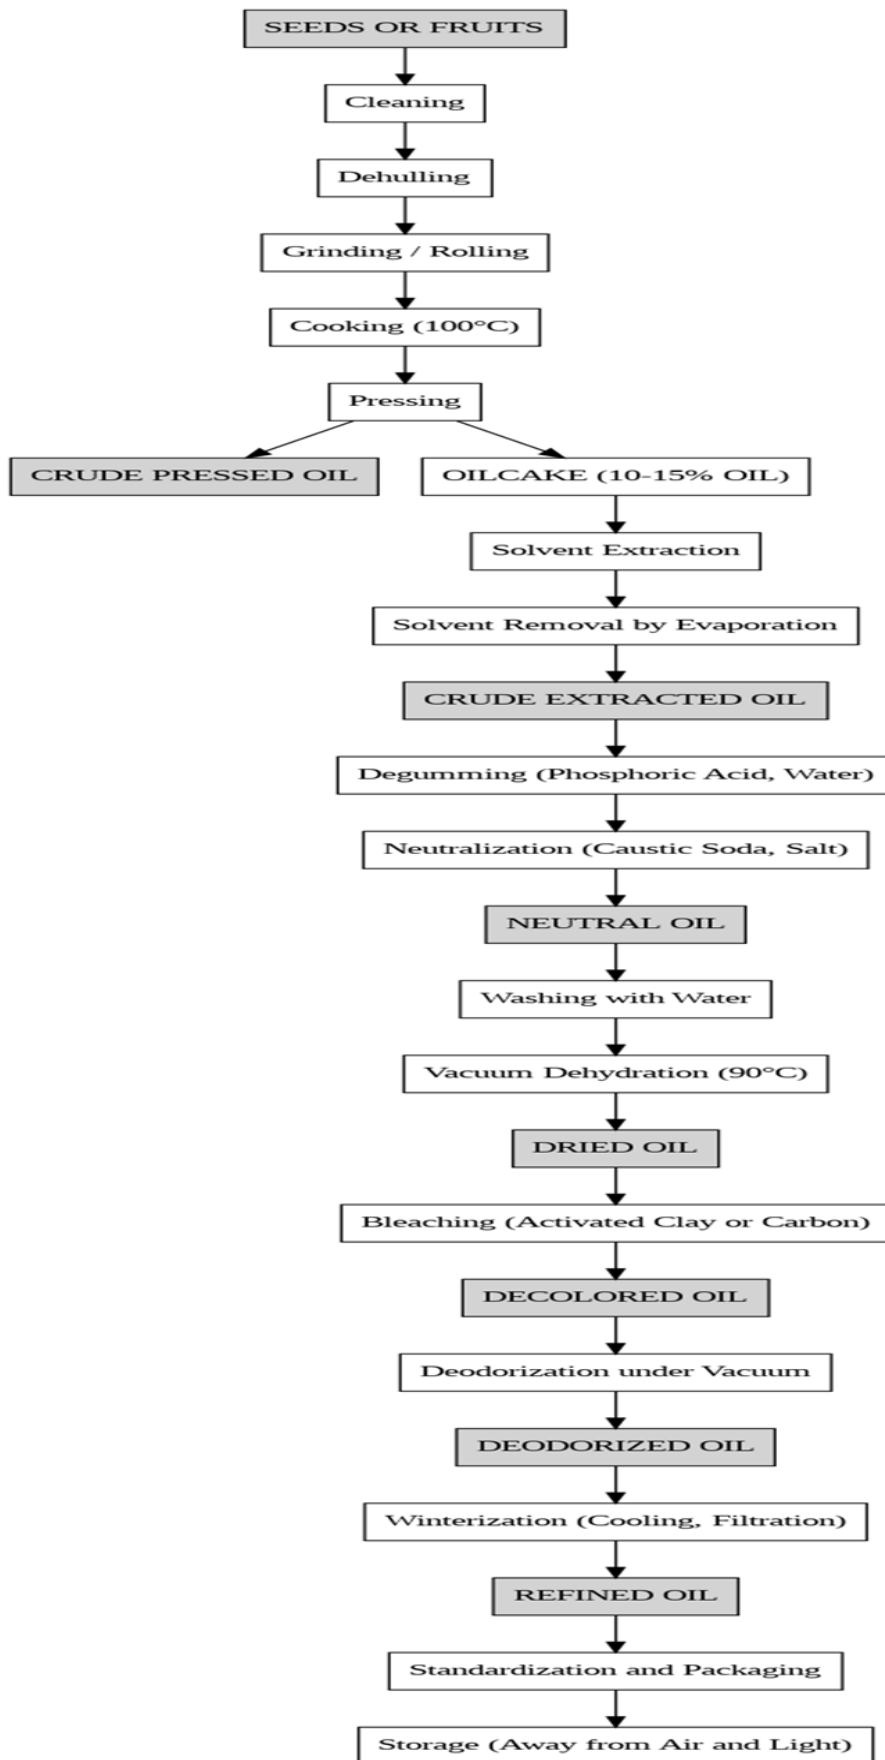 SEEDS OR FRUITS
Cleaning
Dehulling
Grinding / Rolling
Cooking (100°C)
Pressing
CRUDE PRESSED OIL
OILCAKE (10-15% OIL)
Solvent Extraction
Solvent Removal by Evaporation
CRUDE EXTRACTED OIL
Degumming (Phosphoric Acid, Water)
Neutralization (Caustic Soda, Salt)
NEUTRAL OIL
Washing with Water
Vacuum Dehydration (90°C)
DRIED OIL
Bleaching (Activated Clay or Carbon)
DECOLORED OIL
Deodorization under Vacuum
DEODORIZED OIL
Winterization (Cooling, Filtration)
REFINED OIL
Standardization and Packaging
Storage (Away from Air and Light)